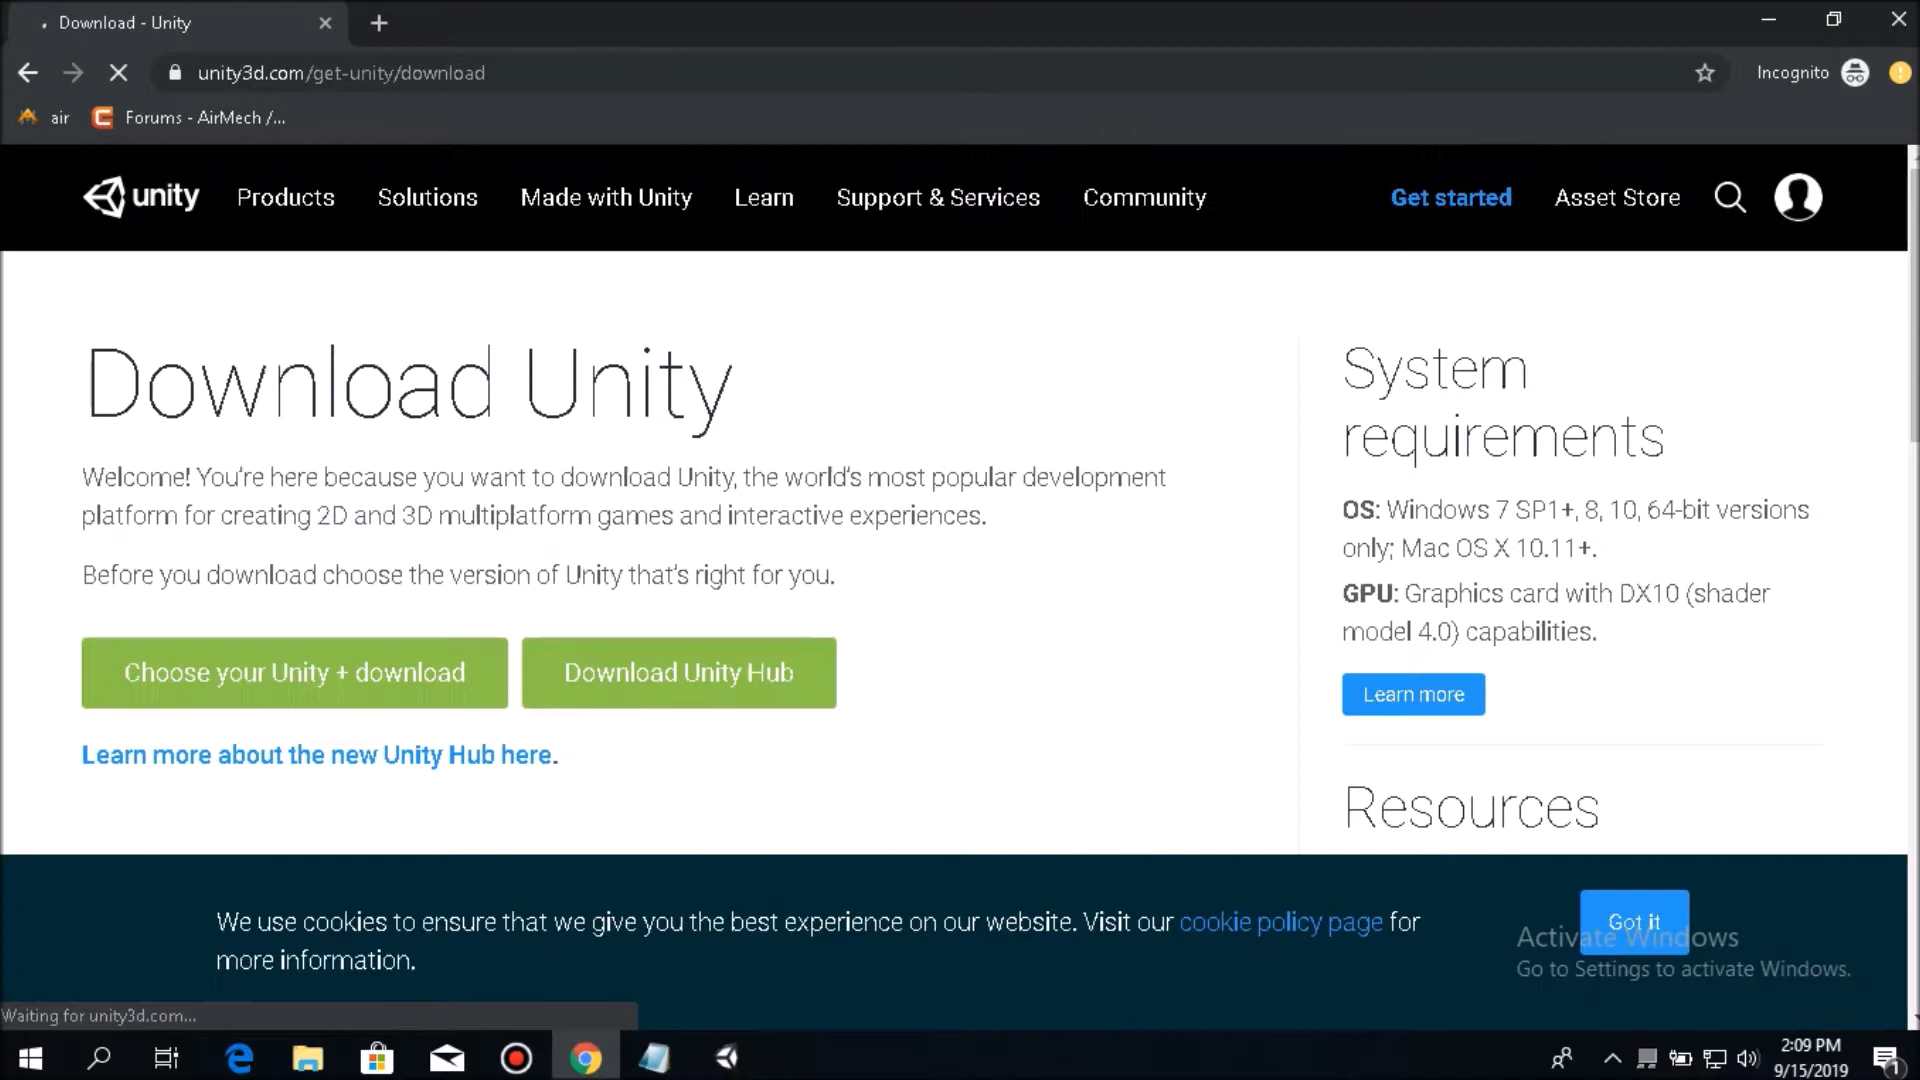 Download - Unity
unity3d.com/get-unity/download
Incognito
air
Forums - AirMech /...
unity
Products
Solutions
Made with Unity
Learn
Support & Services
Community
Get started
Asset Store
Download Unity
Welcome! You're here because you want to download Unity, the world's most popular development
platform for creating 2D and 3D multiplatform games and interactive experiences.
Before you download choose the version of Unity that's right for you.
Choose your Unity + download
Download Unity Hub
Learn more about the new Unity Hub here.
System
requirements
OS: Windows 7 SP1+, 8, 10, 64-bit versions
only; Mac OS X 10.11+.
GPU: Graphics card with DX10 (shader
model 4.0) capabilities.
Learn more
Resources
We use cookies to ensure that we give you the best experience on our website. Visit our cookie policy page for
more information.
Got it
Activate Windows
Go to Settings to activate Windows.
Waiting for unity3d.com...
2:09 PM
9/15/2019
1